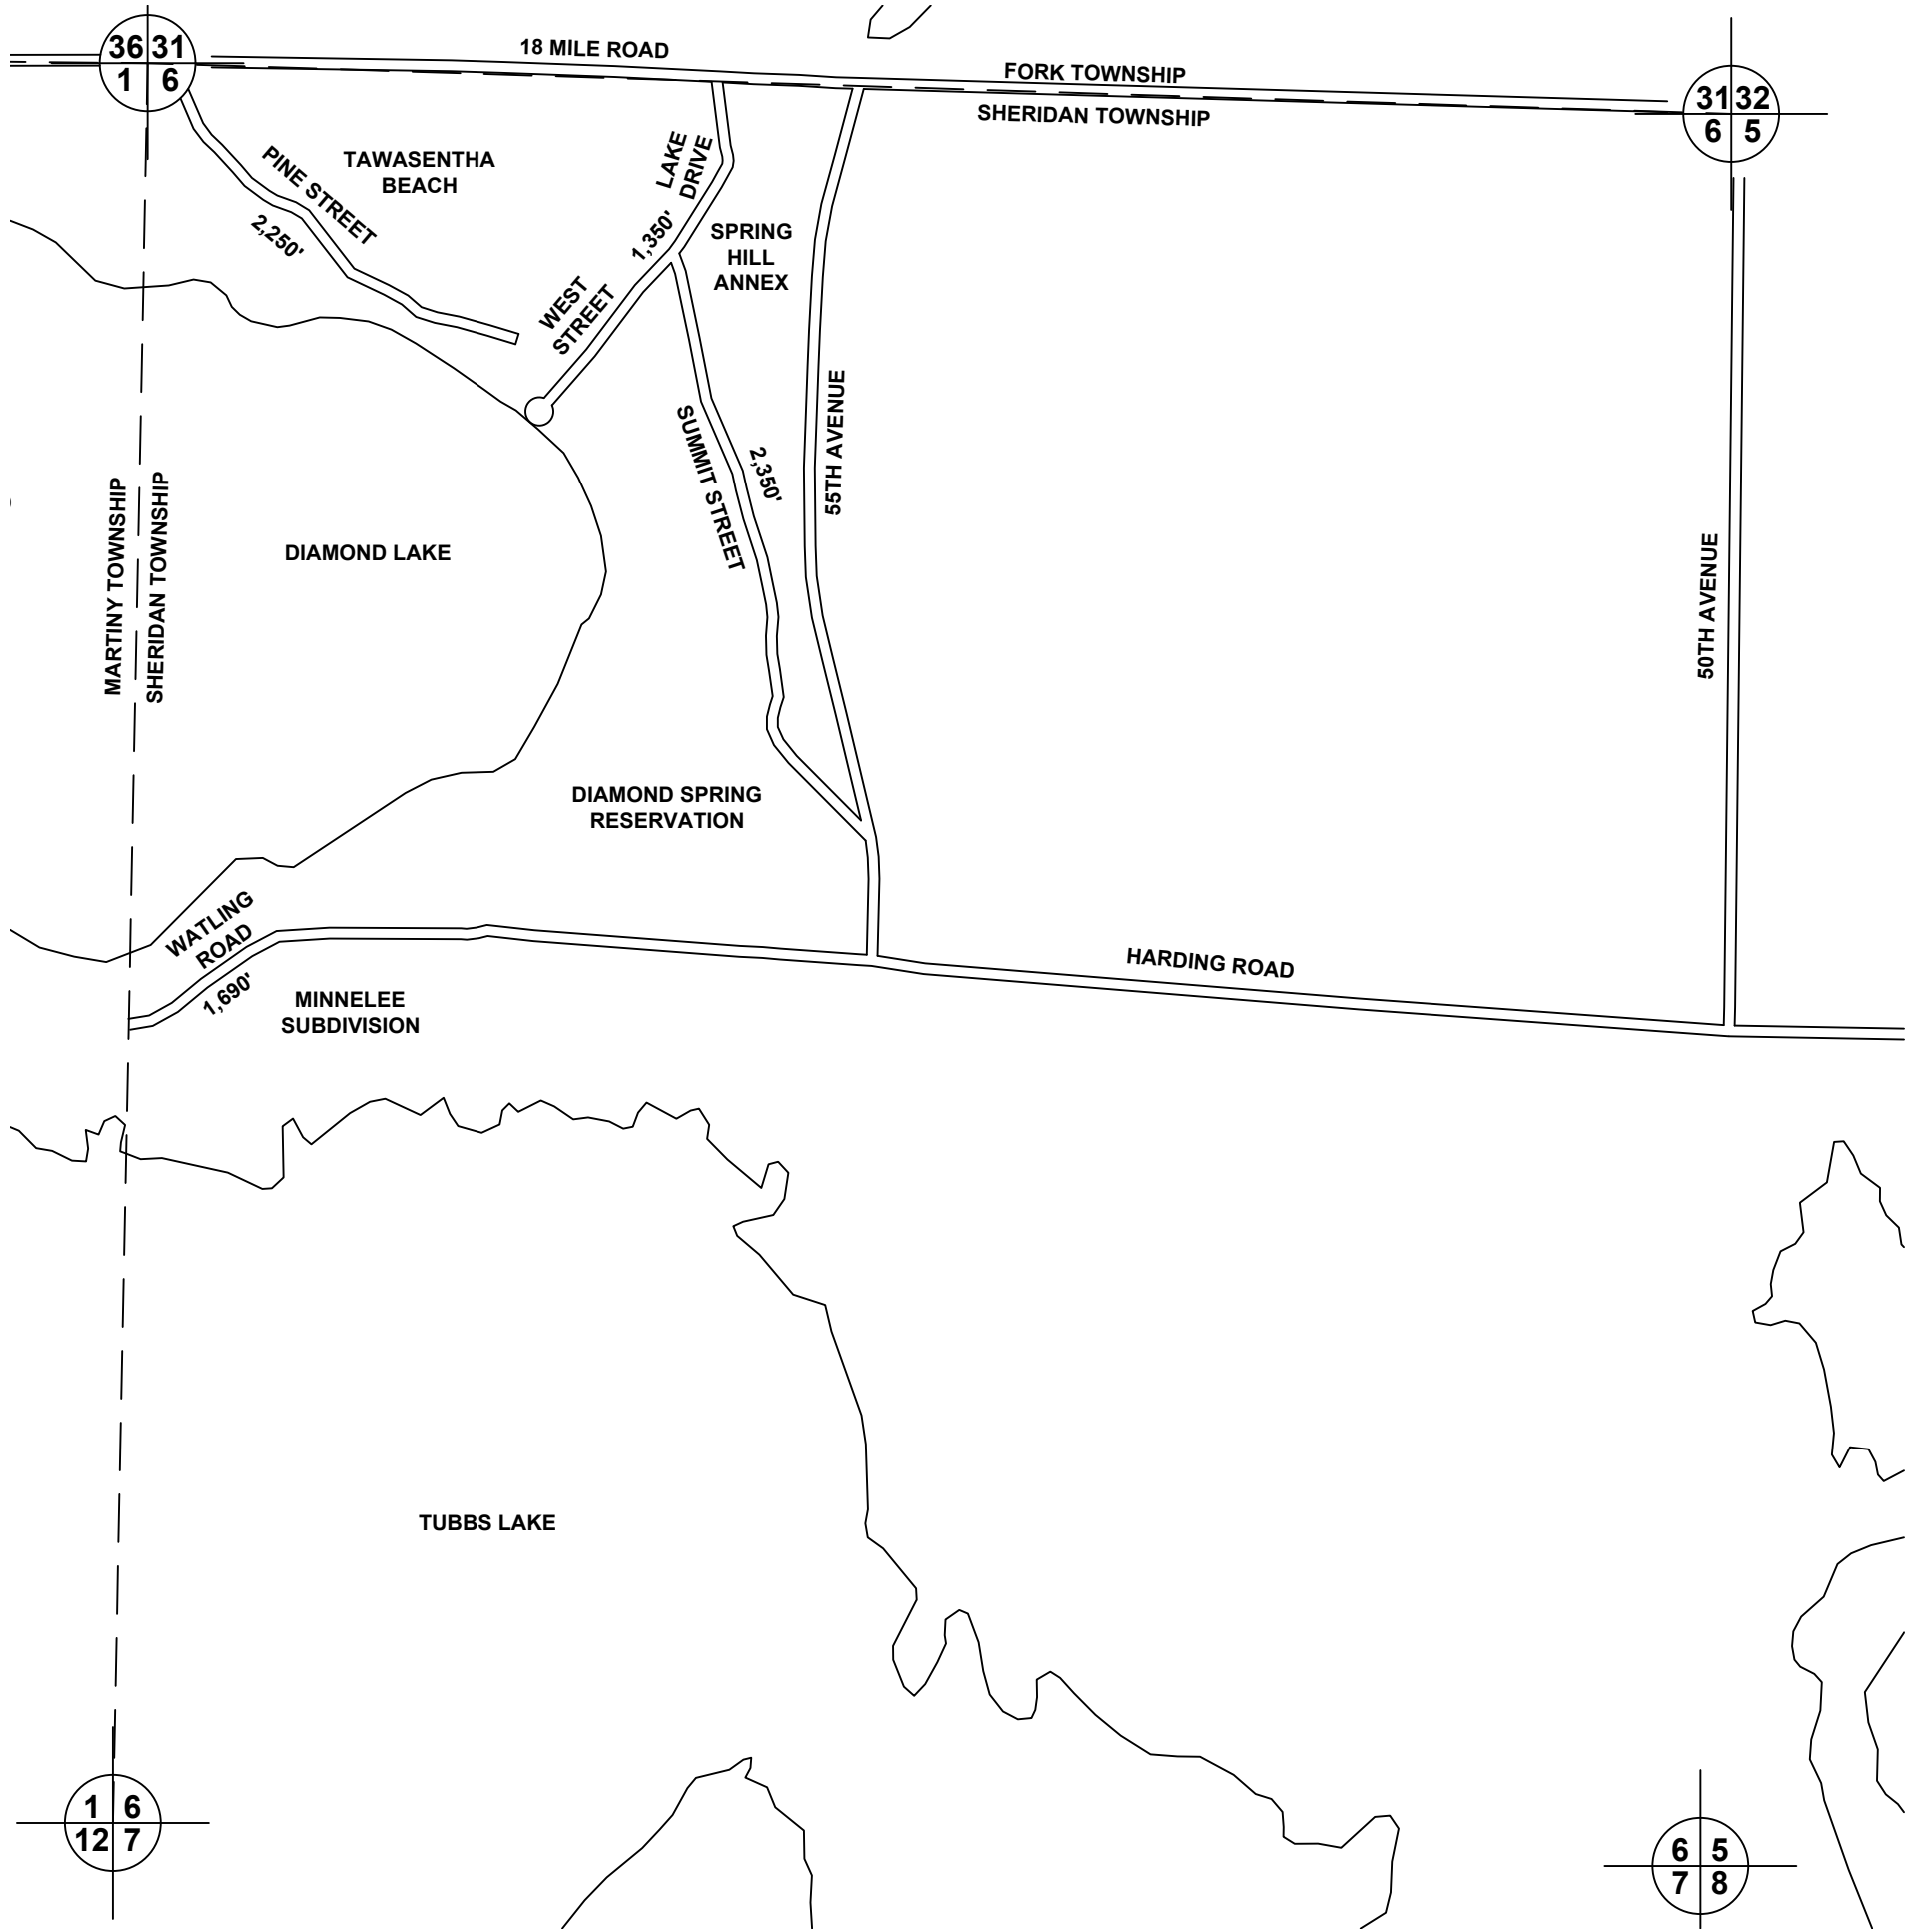 36 31
1 6
18 MILE ROAD
FORK TOWNSHIP
SHERIDAN TOWNSHIP
31 32
6 5
PINE STREET
2,250'
TAWASENTHA
BEACH
LAKE
DRIVE
1,350'
WEST
STREET
SPRING
HILL
ANNEX
SUMMIT STREET
2,350'
55TH AVENUE
50TH AVENUE
MARTINY TOWNSHIP
SHERIDAN TOWNSHIP
DIAMOND LAKE
DIAMOND SPRING
RESERVATION
WATLING
ROAD
1,690'
HARDING ROAD
MINNELEE
SUBDIVISION
TUBBS LAKE
1 6
12 7
6 5
7 8